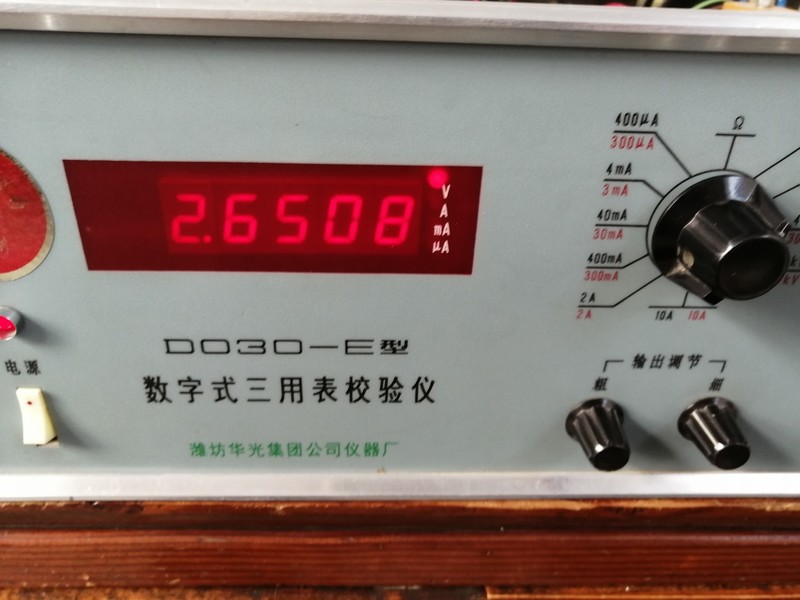 2.6508
V
A
mA
μA
DO30-E型
数字式三用表校验仪
潍坊华光集团公司仪器厂
电源
Ω
400μA
300μA
4mA
3mA
40mA
30mA
400mA
300mA
2A
2A
10A 10A
kV
输出调节
粗 细